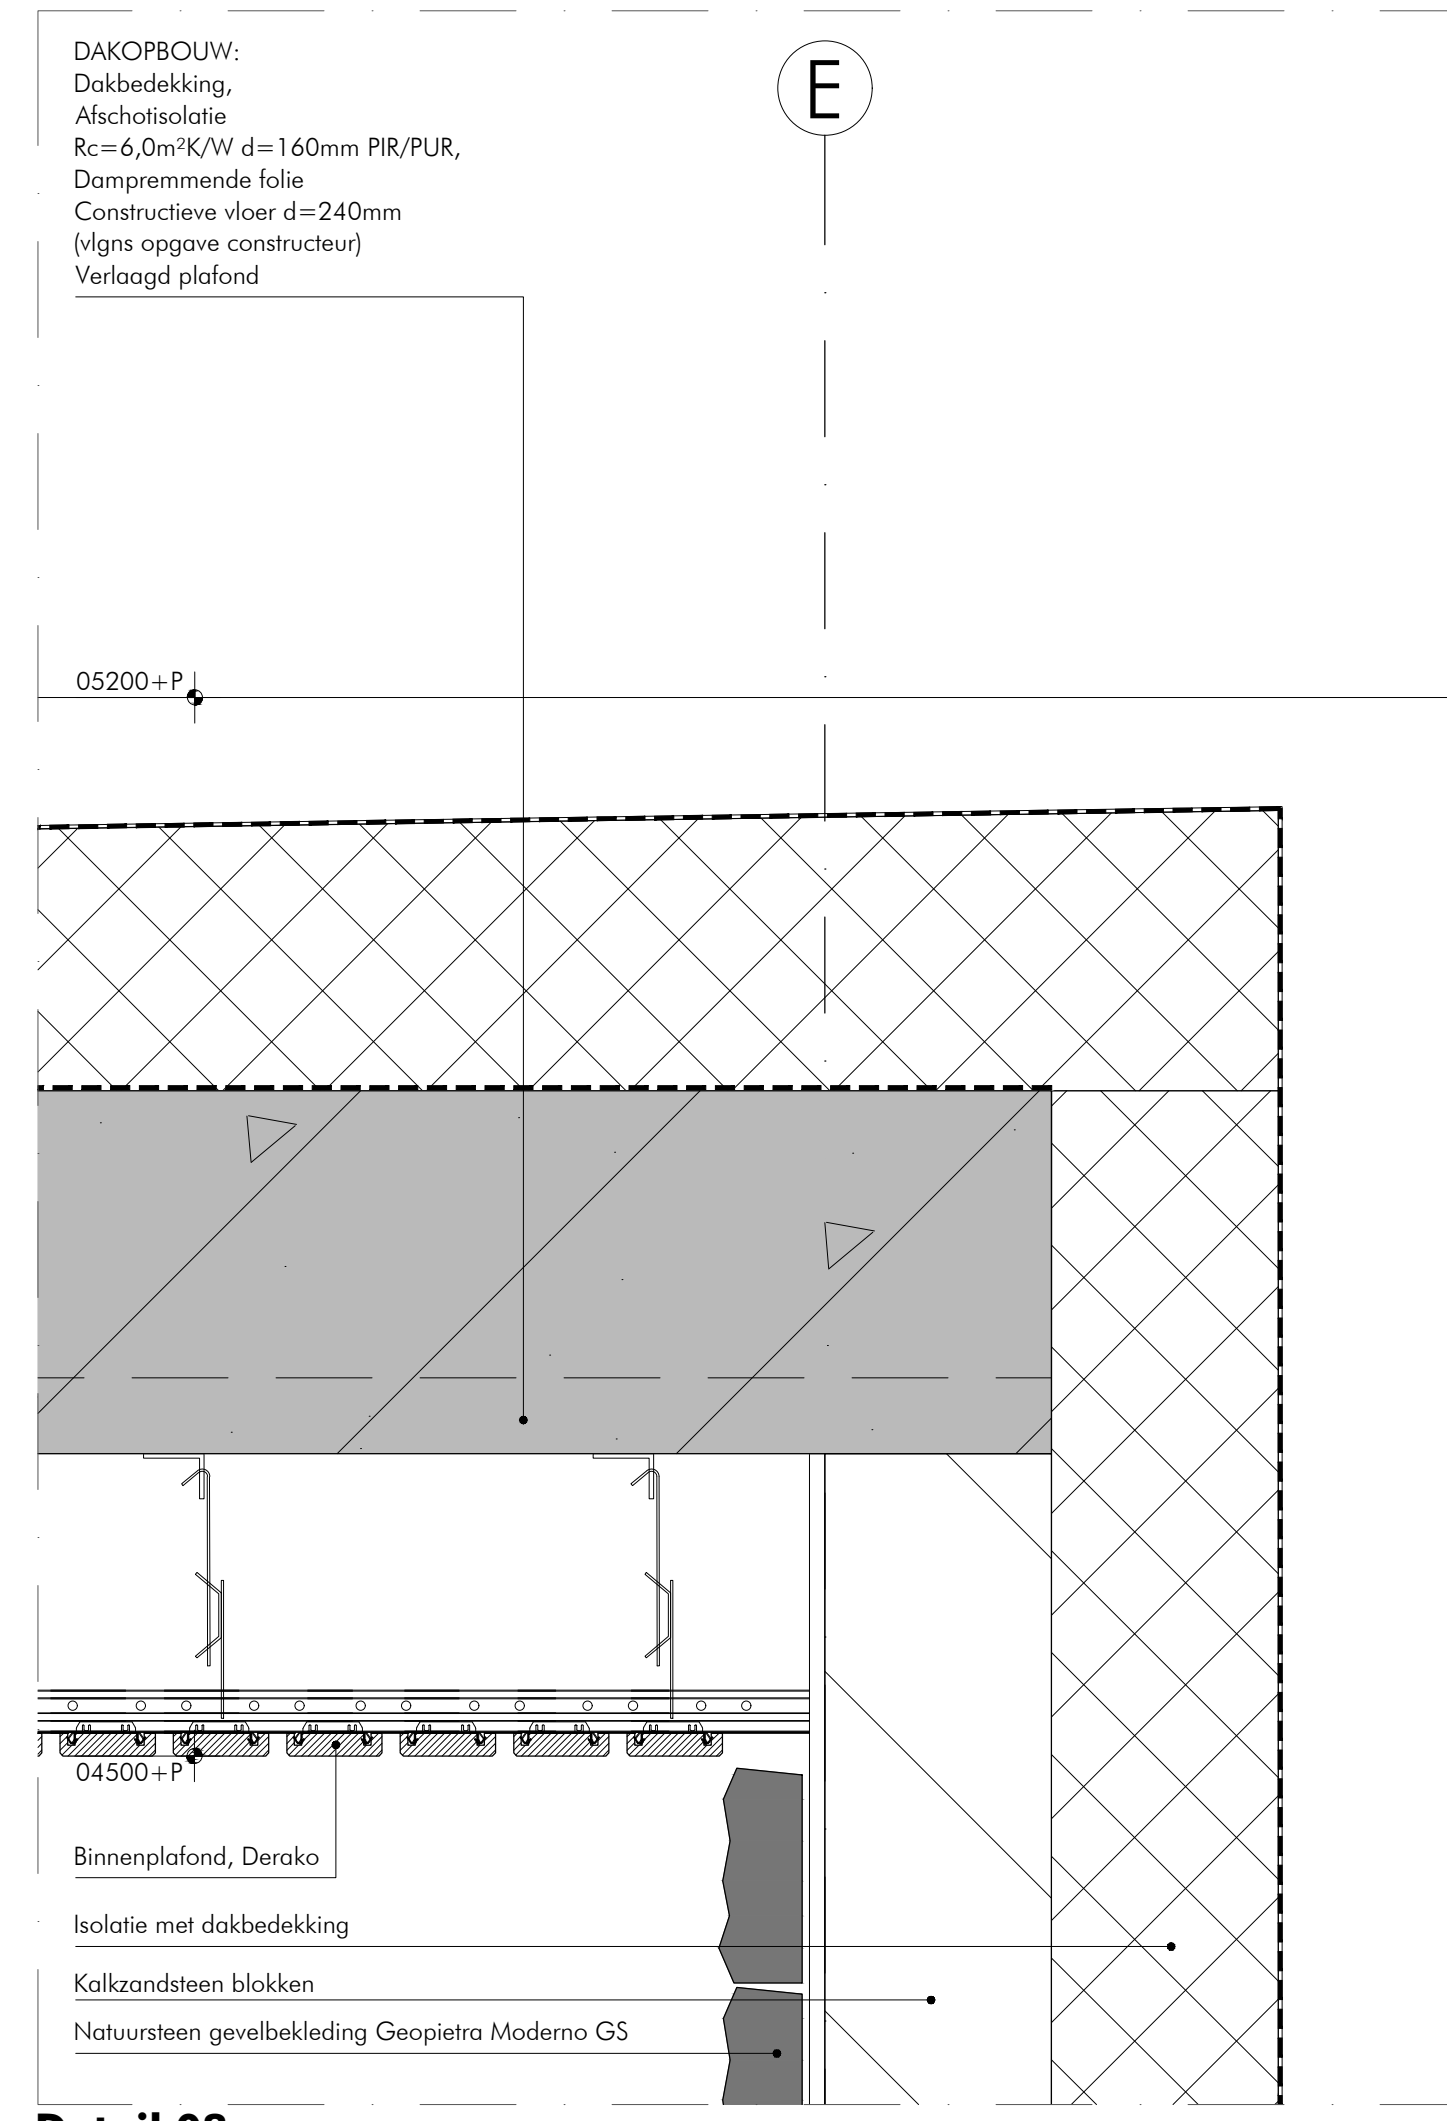 DAKOPBOUW:
Dakbedekking,
Afschotisolatie
Rc=6,0m²K/W d=160mm PIR/PUR,
Dampremmende folie
Constructieve vloer d=240mm
(vlgns opgave constructeur)
Verlaagd plafond
E
05200+P
04500+P
Binnenplafond, Derako
Isolatie met dakbedekking
Kalkzandsteen blokken
Natuursteen gevelbekleding Geopietra Moderno GS